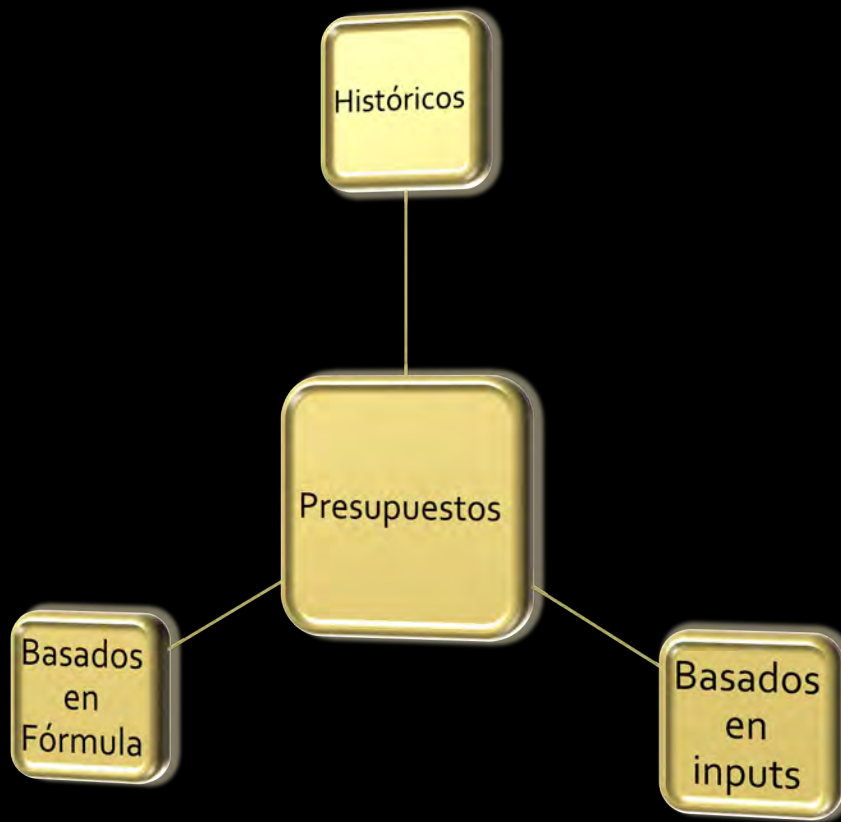 Históricos
Presupuestos
Basados
en
Fórmula
Basados
en
inputs